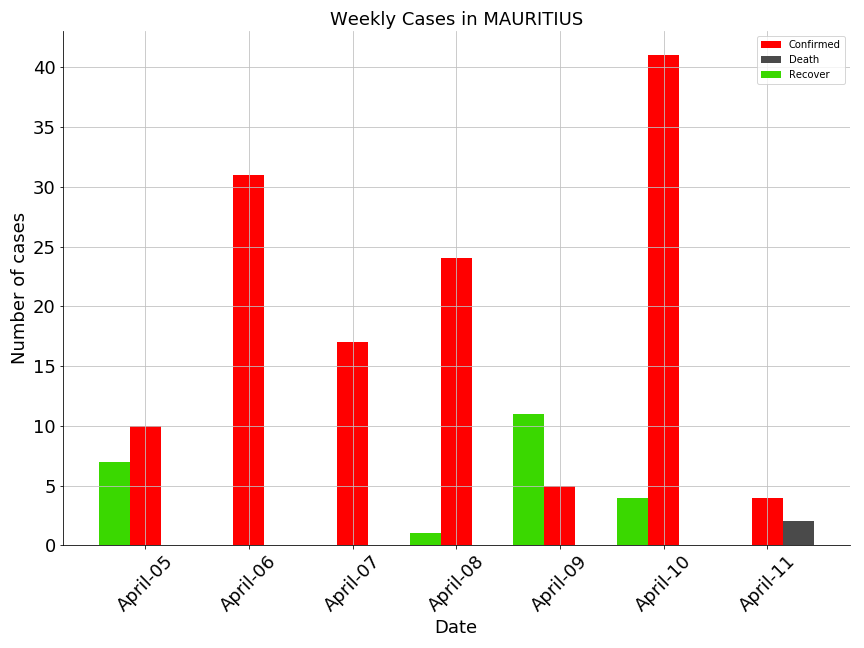 Weekly Cases in MAURITIUS
Confirmed
Death
Recover
Number of cases
40
35
30
25
20
15
10
5
0
April-05
April-06
April-07
April-08
April-09
April-10
April-11
Date